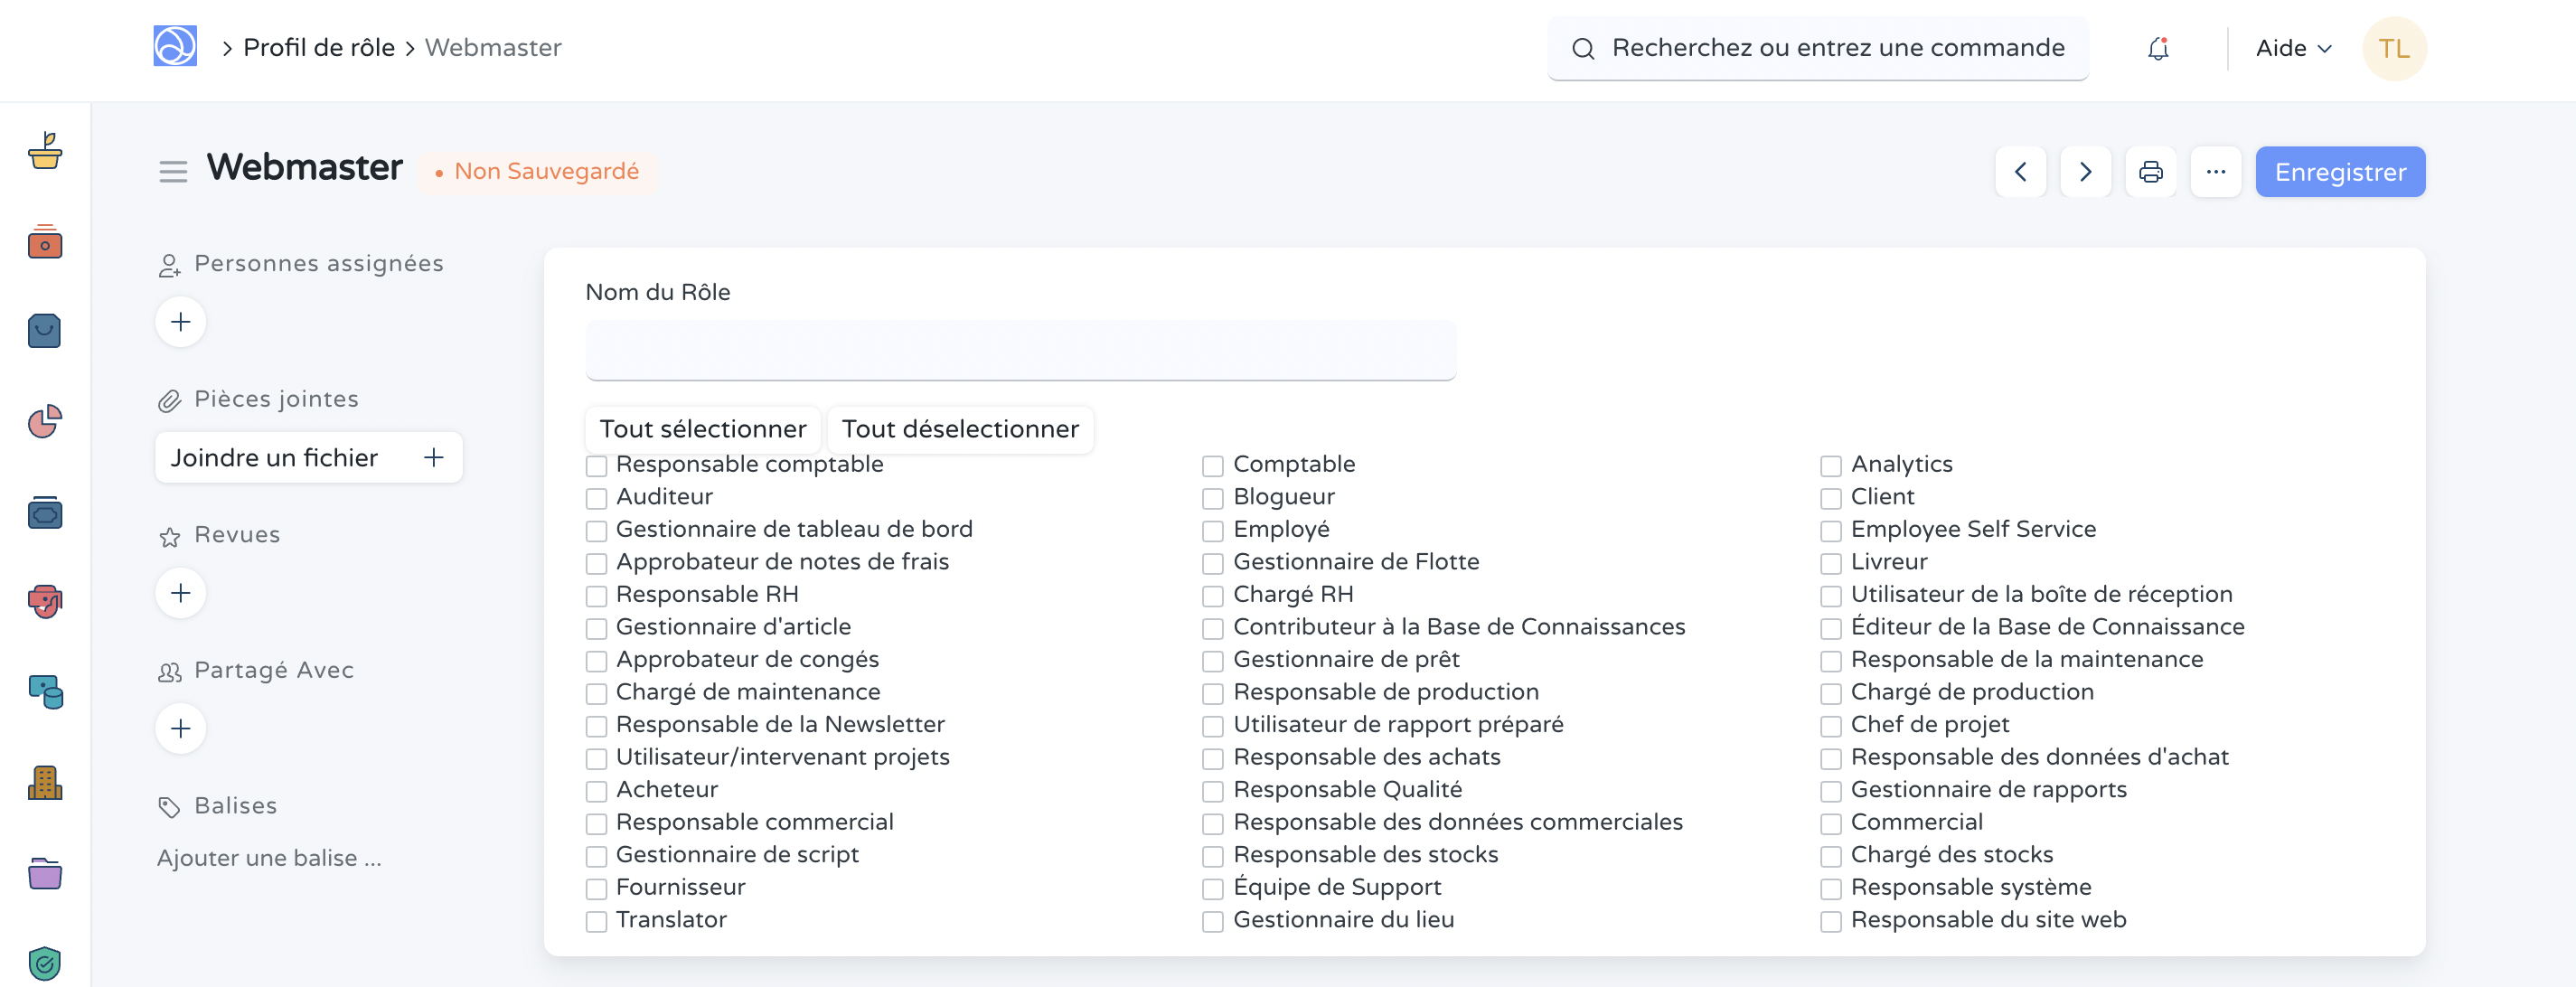 Profil de rôle
Webmaster
Recherchez ou entrez une commande
Aide
TL
Webmaster
Non Sauvegardé
Enregistrer
Personnes assignées
Pièces jointes
Joindre un fichier
Revues
Partagé Avec
Balises
Ajouter une balise ...
Nom du Rôle
Tout sélectionner
Tout déselectionner
Responsable comptable
Comptable
Analytics
Auditeur
Blogueur
Client
Gestionnaire de tableau de bord
Employé
Employee Self Service
Approbateur de notes de frais
Gestionnaire de Flotte
Livreur
Responsable RH
Chargé RH
Utilisateur de la boîte de réception
Gestionnaire d'article
Contributeur à la Base de Connaissances
Éditeur de la Base de Connaissance
Approbateur de congés
Gestionnaire de prêt
Responsable de la maintenance
Chargé de maintenance
Responsable de production
Chargé de production
Responsable de la Newsletter
Utilisateur de rapport préparé
Chef de projet
Utilisateur/intervenant projets
Responsable des achats
Responsable des données d'achat
Acheteur
Responsable Qualité
Gestionnaire de rapports
Responsable commercial
Responsable des données commerciales
Commercial
Gestionnaire de script
Responsable des stocks
Chargé des stocks
Fournisseur
Équipe de Support
Responsable système
Translator
Gestionnaire du lieu
Responsable du site web